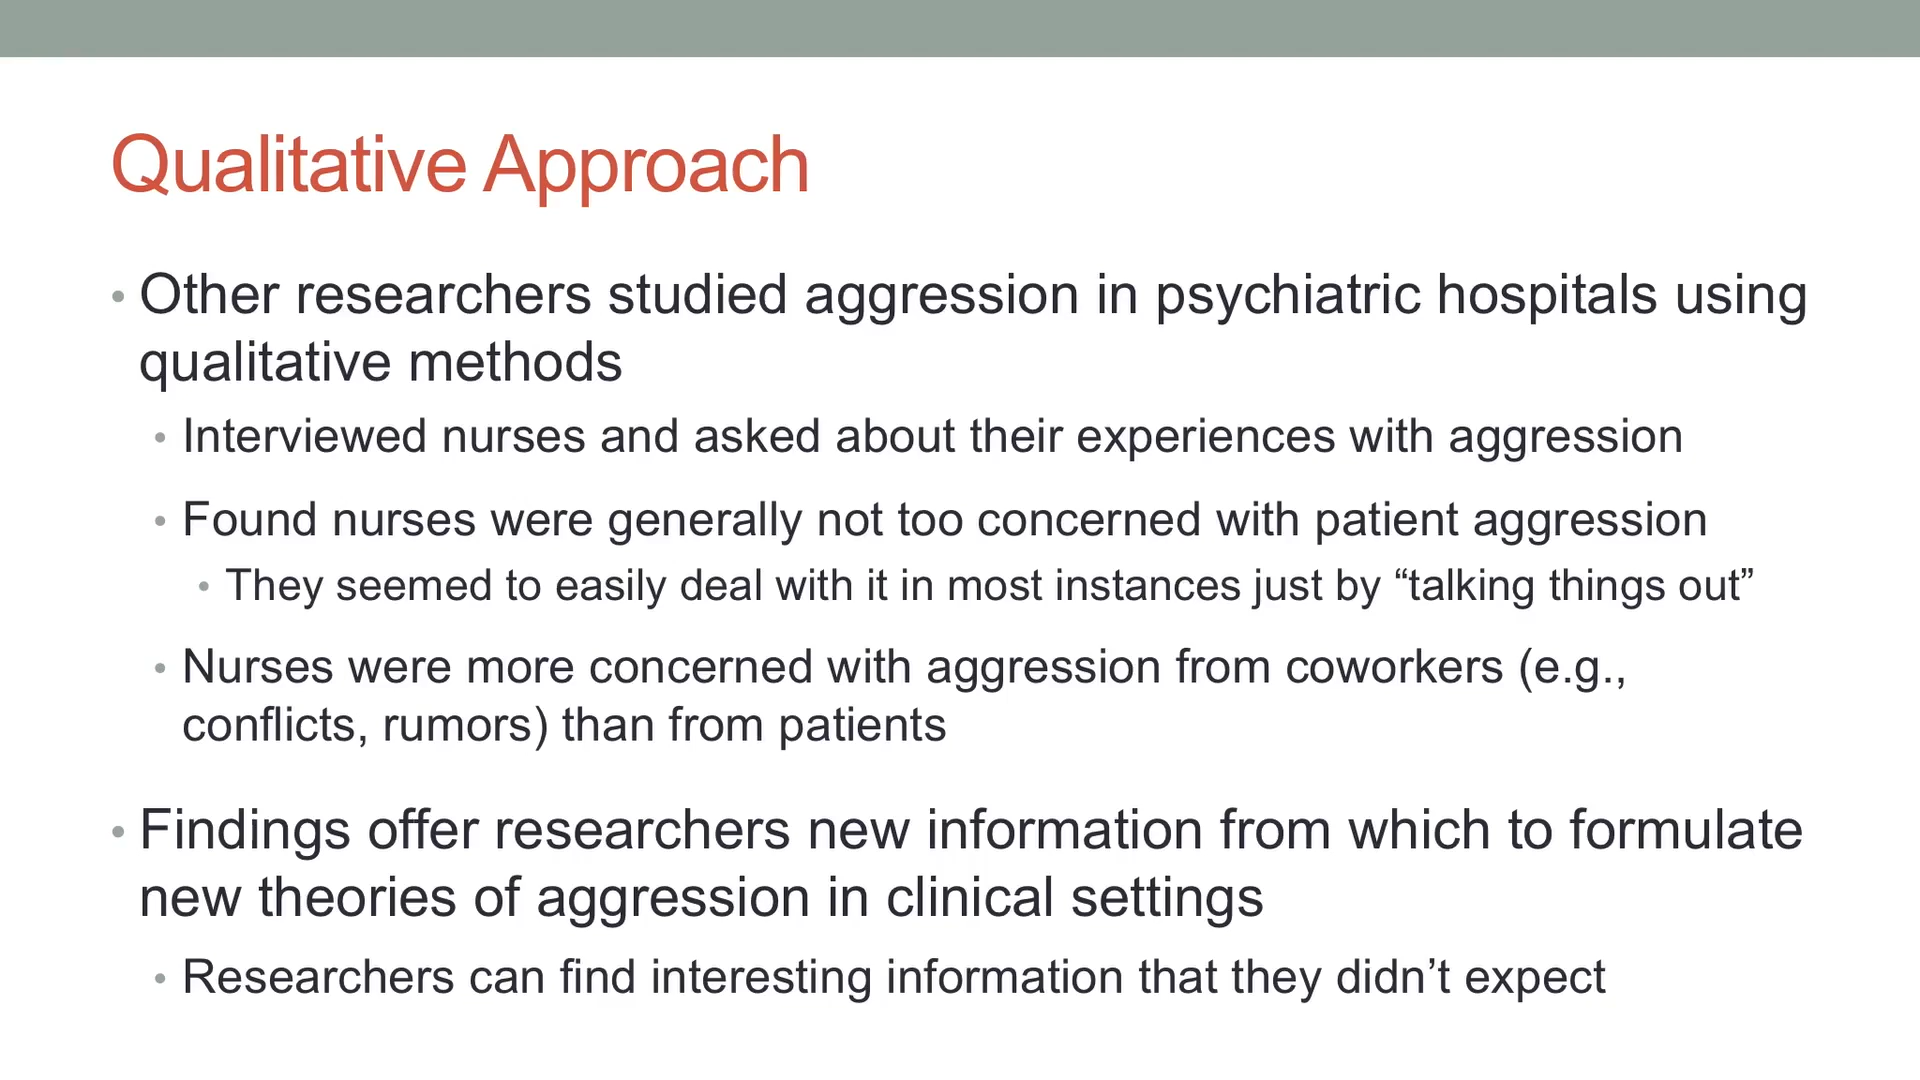 Qualitative Approach
• Other researchers studied aggression in psychiatric hospitals using
qualitative methods
• Interviewed nurses and asked about their experiences with aggression
• Found nurses were generally not too concerned with patient aggression
• They seemed to easily deal with it in most instances just by “talking things out”
• Nurses were more concerned with aggression from coworkers (e.g.,
conflicts, rumors) than from patients
• Findings offer researchers new information from which to formulate
new theories of aggression in clinical settings
• Researchers can find interesting information that they didn’t expect